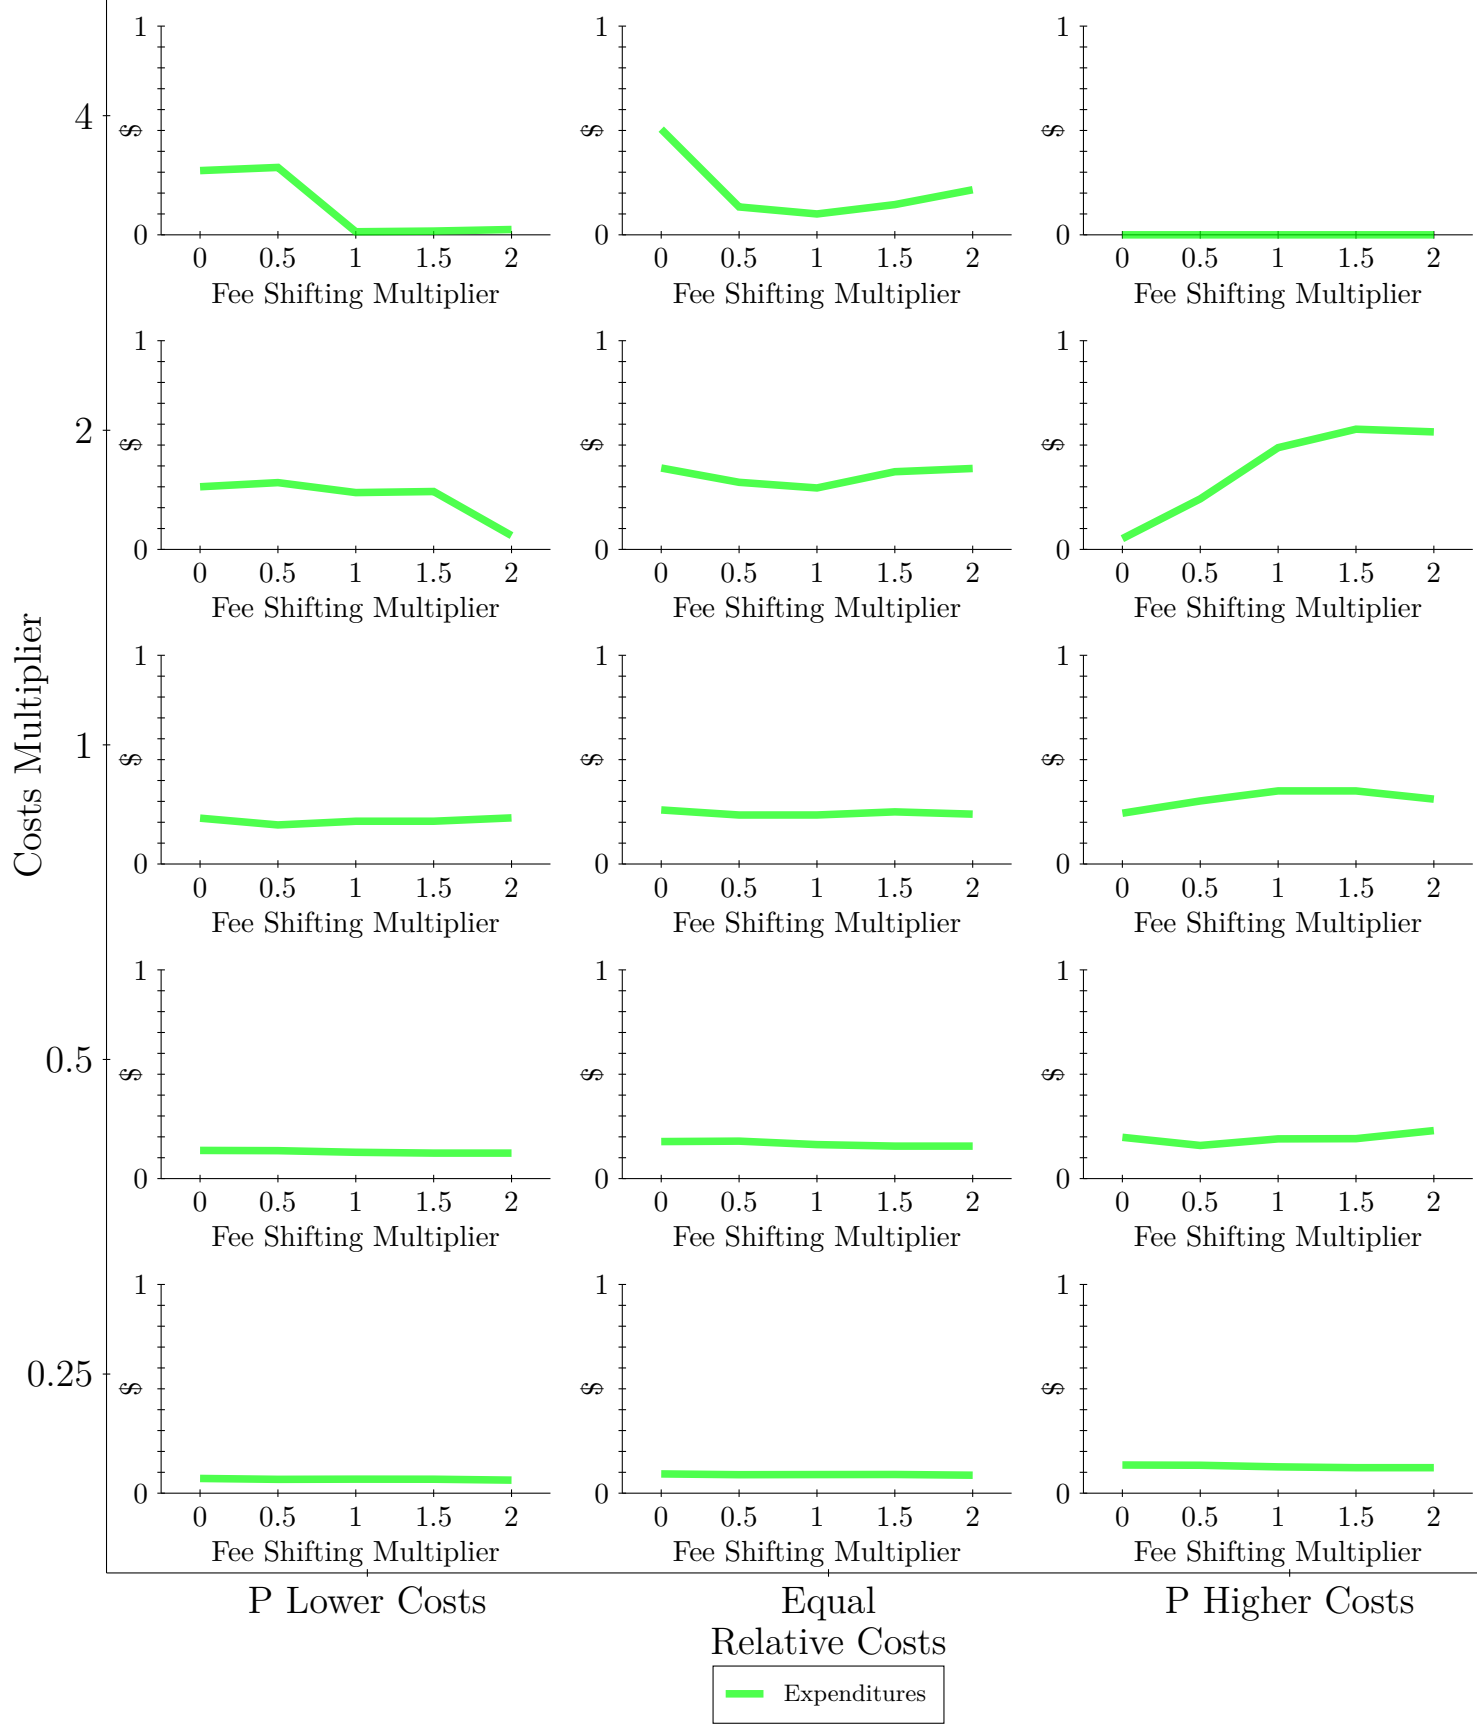 Costs Multiplier
4
1 1 1
$ $ $
0 0 0
0 0.5 1 1.5 2 0 0.5 1 1.5 2 0 0.5 1 1.5 2
Fee Shifting Multiplier Fee Shifting Multiplier Fee Shifting Multiplier
2
1 1 1
$ $ $
0 0 0
0 0.5 1 1.5 2 0 0.5 1 1.5 2 0 0.5 1 1.5 2
Fee Shifting Multiplier Fee Shifting Multiplier Fee Shifting Multiplier
1
1 1 1
$ $ $
0 0 0
0 0.5 1 1.5 2 0 0.5 1 1.5 2 0 0.5 1 1.5 2
Fee Shifting Multiplier Fee Shifting Multiplier Fee Shifting Multiplier
0.5
1 1 1
$ $ $
0 0 0
0 0.5 1 1.5 2 0 0.5 1 1.5 2 0 0.5 1 1.5 2
Fee Shifting Multiplier Fee Shifting Multiplier Fee Shifting Multiplier
0.25
1 1 1
$ $ $
0 0 0
0 0.5 1 1.5 2 0 0.5 1 1.5 2 0 0.5 1 1.5 2
Fee Shifting Multiplier Fee Shifting Multiplier Fee Shifting Multiplier
P Lower Costs Equal P Higher Costs
Relative Costs
Expenditures